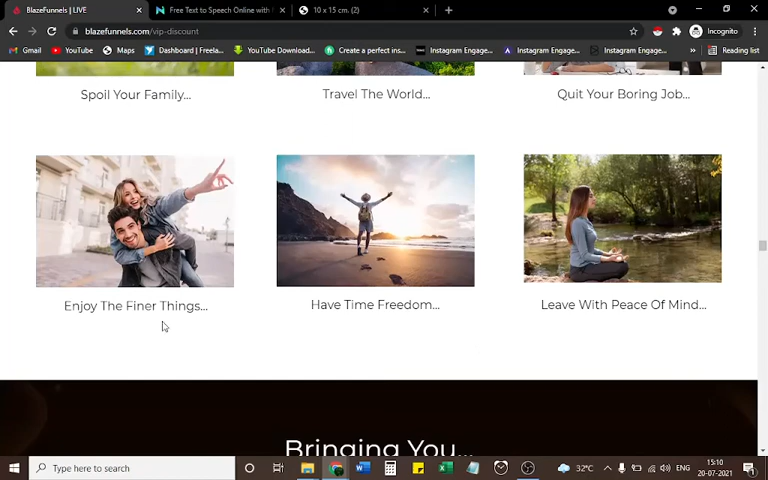 BlazeFunnels | LIVE
Free Text to Speech Online with
10 x 15 cm. (2)
blazefunnels.com/vip-discount
Incognito
Gmail
YouTube
Maps
Dashboard | Freela...
YouTube Download...
Create a perfect ins...
Instagram Engage...
Instagram Engage...
Instagram Engage...
Reading list
Spoil Your Family...
Travel The World...
Quit Your Boring Job...
Enjoy The Finer Things...
Have Time Freedom...
Leave With Peace Of Mind...
Bringing You...
Type here to search
32°C
ENG
15:10
20-07-2021